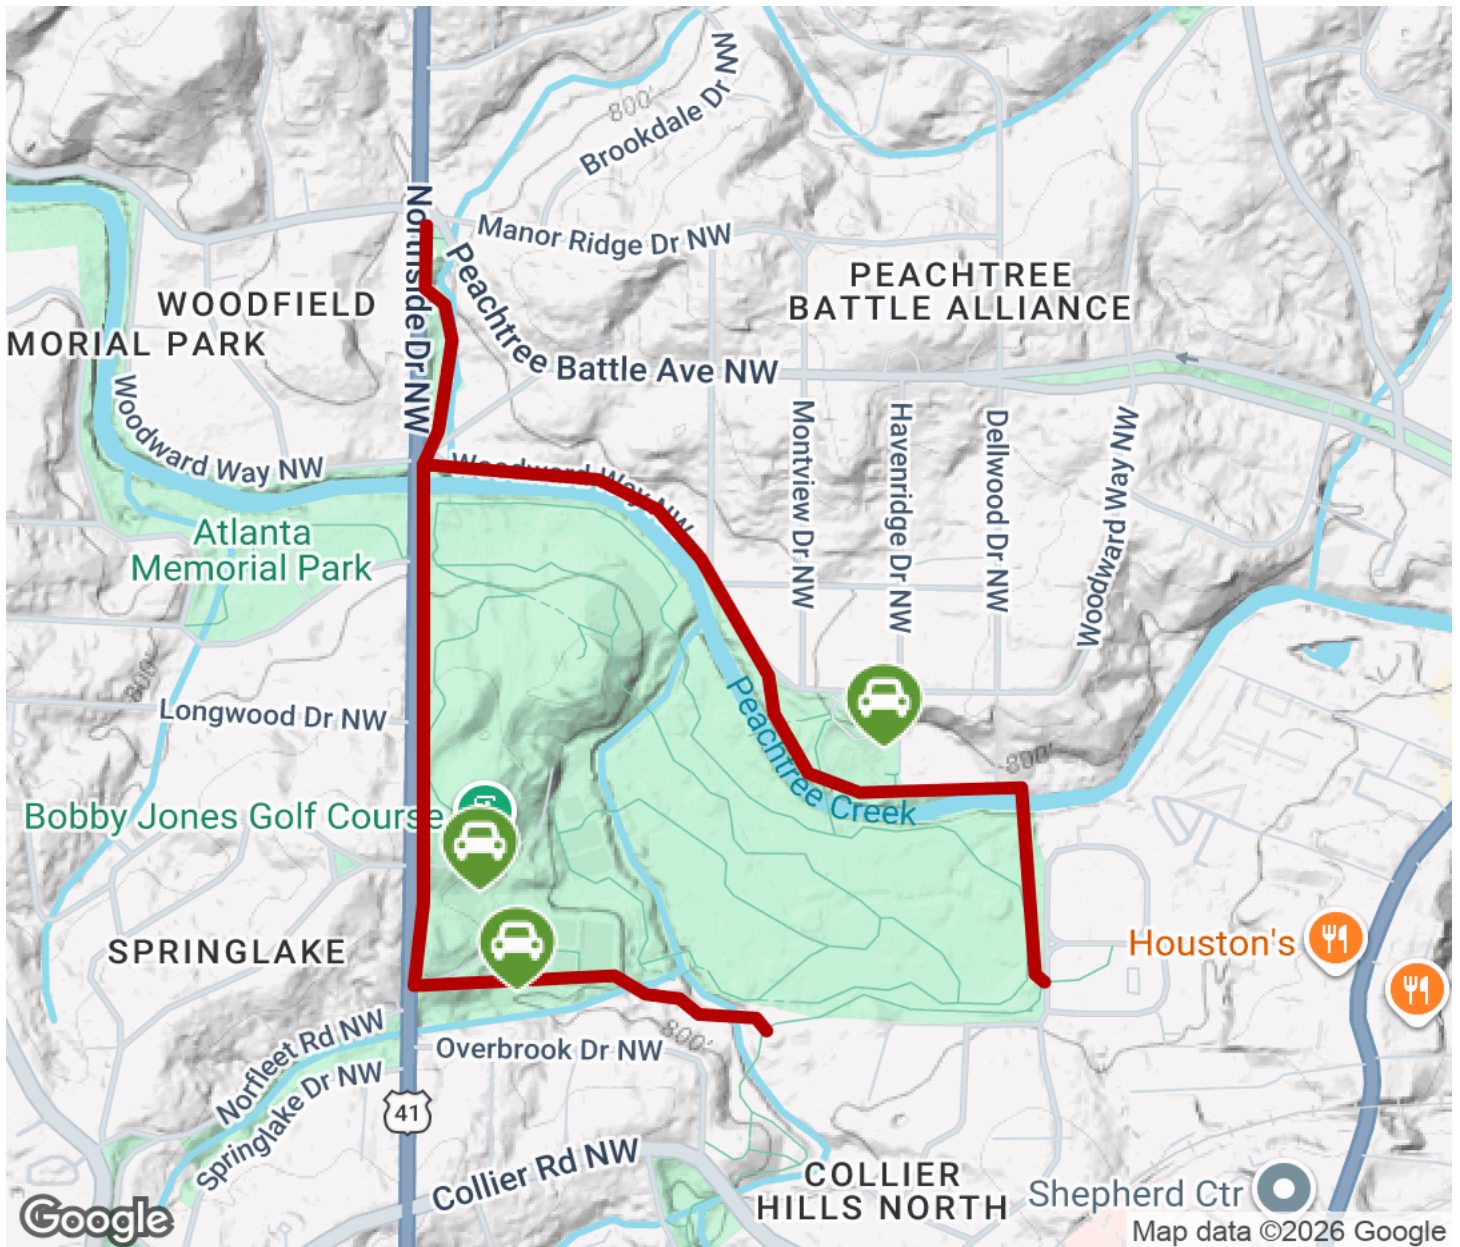 800'
Brookdale Dr NW
Northside Dr NW
Manor Ridge Dr NW
Peachtree Battle Ave NW
PEACHTREE
BATTLE ALLIANCE
WOODFIELD
MORIAL PARK
Woodward Way NW
Woodward Way NW
Montview Dr NW
Havenridge Dr NW
Dellwood Dr NW
Woodward Way NW
Atlanta
Memorial Park
800'
Longwood Dr NW
Peachtree Creek
800'
Bobby Jones Golf Course
SPRINGLAKE
Houston's
Norfleet Rd NW
Overbrook Dr NW
800'
Springlake Dr NW
41
Collier Rd NW
COLLIER
HILLS NORTH
Shepherd Ctr
Google
Map data ©2026 Google